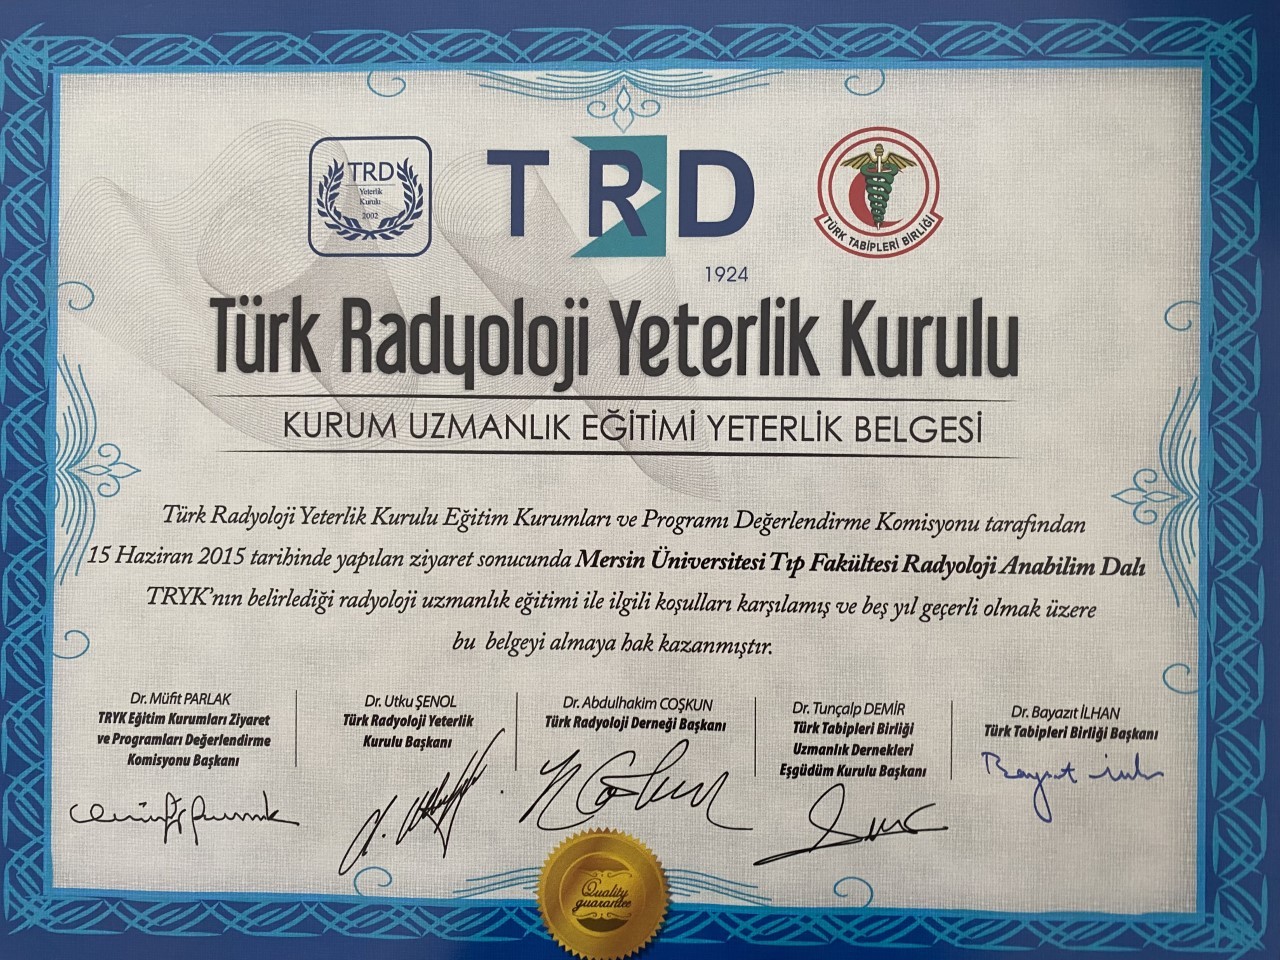 TRD
Yeterlik
Kurulu
2002
TRD
1924
TÜRK TABİPLERİ BİRLİĞİ
Türk Radyoloji Yeterlik Kurulu
KURUM UZMANLIK EĞİTİMİ YETERLİK BELGESİ
Türk Radyoloji Yeterlik Kurulu Eğitim Kurumları ve Programı Değerlendirme Komisyonu tarafından
15 Haziran 2015 tarihinde yapılan ziyaret sonucunda Mersin Üniversitesi Tıp Fakültesi Radyoloji Anabilim Dalı
TRYK'nın belirlediği radyoloji uzmanlık eğitimi ile ilgili koşulları karşılamış ve beş yıl geçerli olmak üzere
bu belgeyi almaya hak kazanmıştır.
Dr. Müfit PARLAK
TRYK Eğitim Kurumları Ziyaret
ve Programları Değerlendirme
Komisyonu Başkanı
Dr. Utku ŞENOL
Türk Radyoloji Yeterlik
Kurulu Başkanı
Dr. Abdulhakim COŞKUN
Türk Radyoloji Derneği Başkanı
Dr. Tunçalp DEMİR
Türk Tabipleri Birliği
Uzmanlık Dernekleri
Eşgüdüm Kurulu Başkanı
Dr. Bayazıt İLHAN
Türk Tabipleri Birliği Başkanı
Quality
guarantee